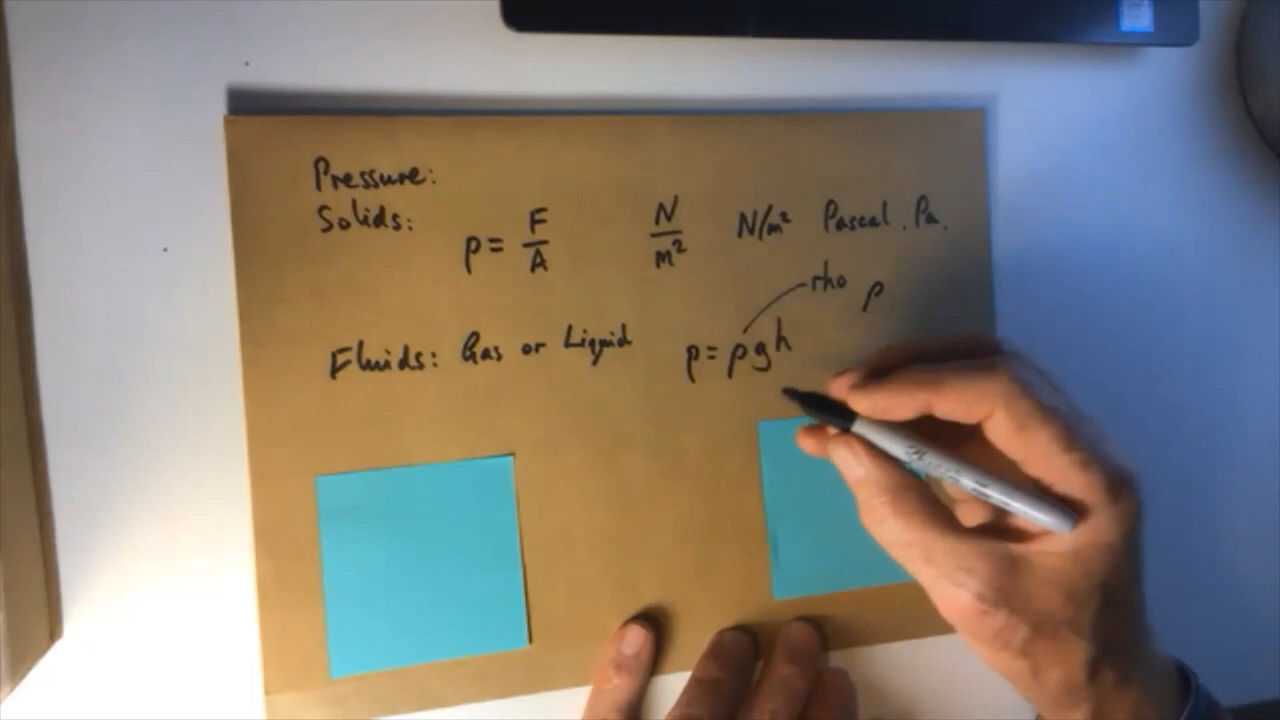 Pressure:
Solids: p = F/A N/m² N/m² Pascal. Pa.
rho ρ
Fluids: Gas or Liquid p = ρgh